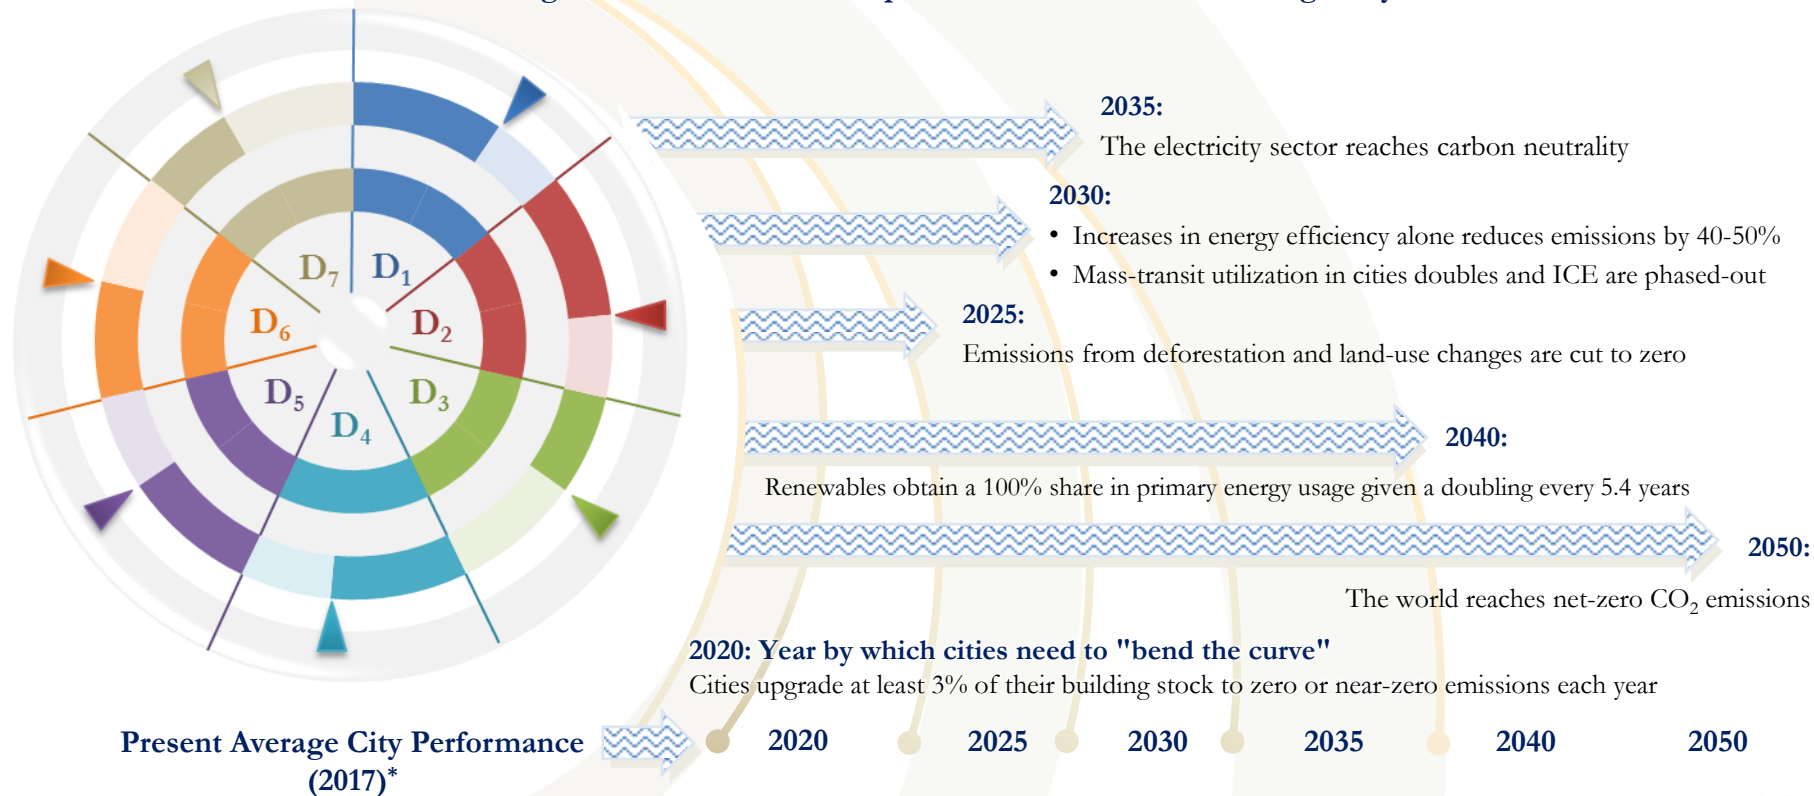 D7
D1
D6
D2
D5
D3
D4
2035:
The electricity sector reaches carbon neutrality
2030:
• Increases in energy efficiency alone reduces emissions by 40-50%
• Mass-transit utilization in cities doubles and ICE are phased-out
2025:
Emissions from deforestation and land-use changes are cut to zero
2040:
Renewables obtain a 100% share in primary energy usage given a doubling every 5.4 years
2050:
The world reaches net-zero CO2 emissions
2020: Year by which cities need to "bend the curve"
Cities upgrade at least 3% of their building stock to zero or near-zero emissions each year
Present Average City Performance
(2017)*
2020 2025 2030 2035 2040 2050